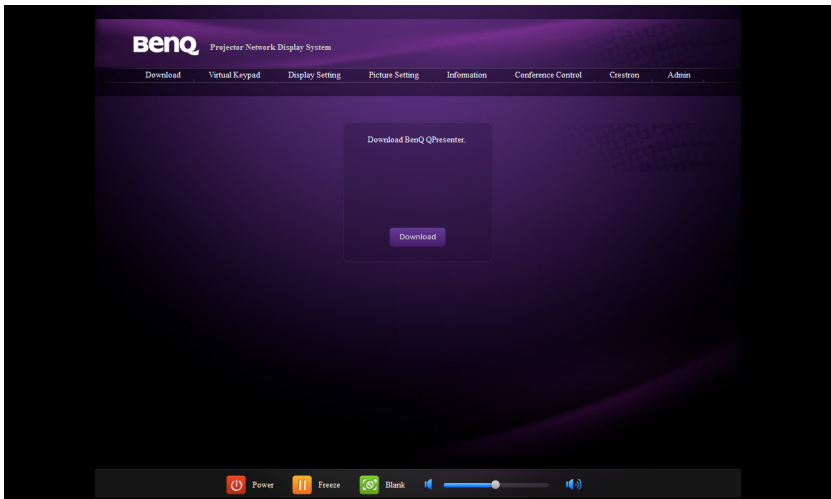 BenQ Projector Network Display System
Download Virtual Keypad Display Setting Picture Setting Information Conference Control Crestron Admin
Download BenQ QPresenter.
Download
Power Freeze Blank